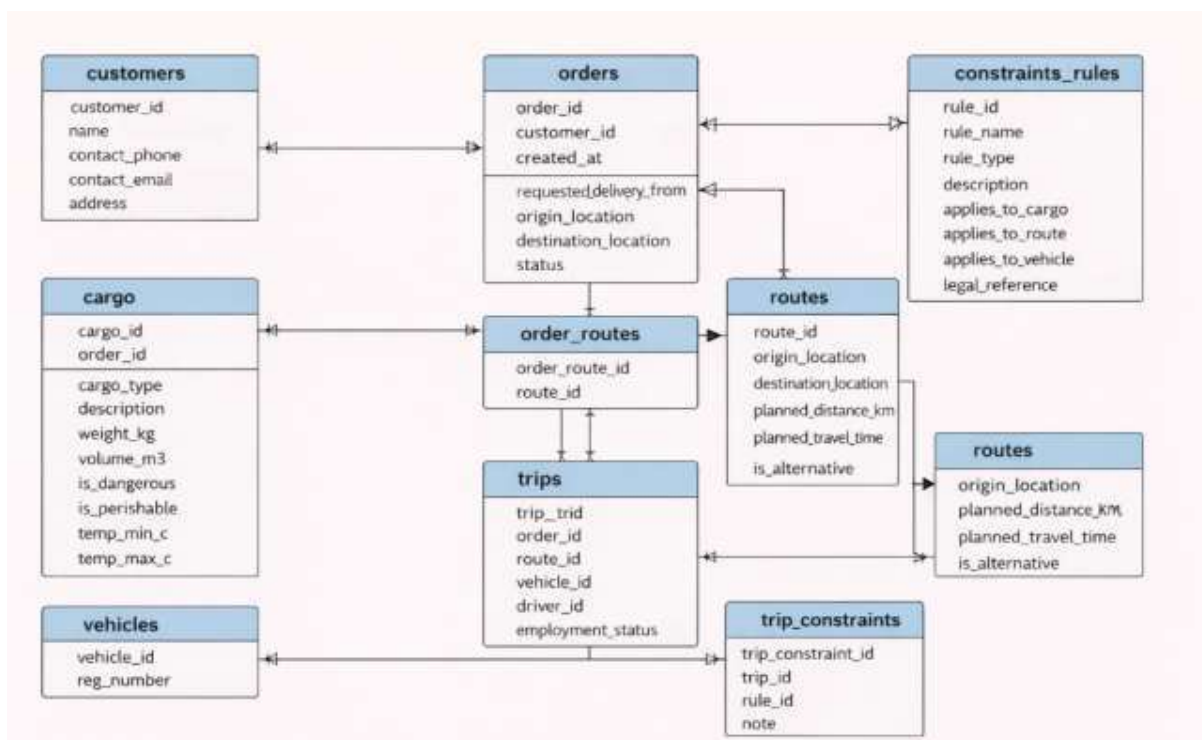 customers
customer_id
name
contact_phone
contact_email
address
orders
order_id
customer_id
created_at
requested_delivery_from
origin_location
destination_location
status
constraints_rules
rule_id
rule_name
rule_type
description
applies_to_cargo
applies_to_route
applies_to_vehicle
legal_reference
cargo
cargo_id
order_id
cargo_type
description
weight_kg
volume_m3
is_dangerous
is_perishable
temp_min_c
temp_max_c
order_routes
order_route_id
route_id
routes
route_id
origin_location
destination_location
planned_distance_km
planned_travel_time
is_alternative
routes
origin_location
planned_distance_KM
planned_travel_time
is_alternative
trips
trip_trid
order_id
route_id
vehicle_id
driver_id
employment_status
vehicles
vehicle_id
reg_number
trip_constraints
trip_constraint_id
trip_id
rule_id
note